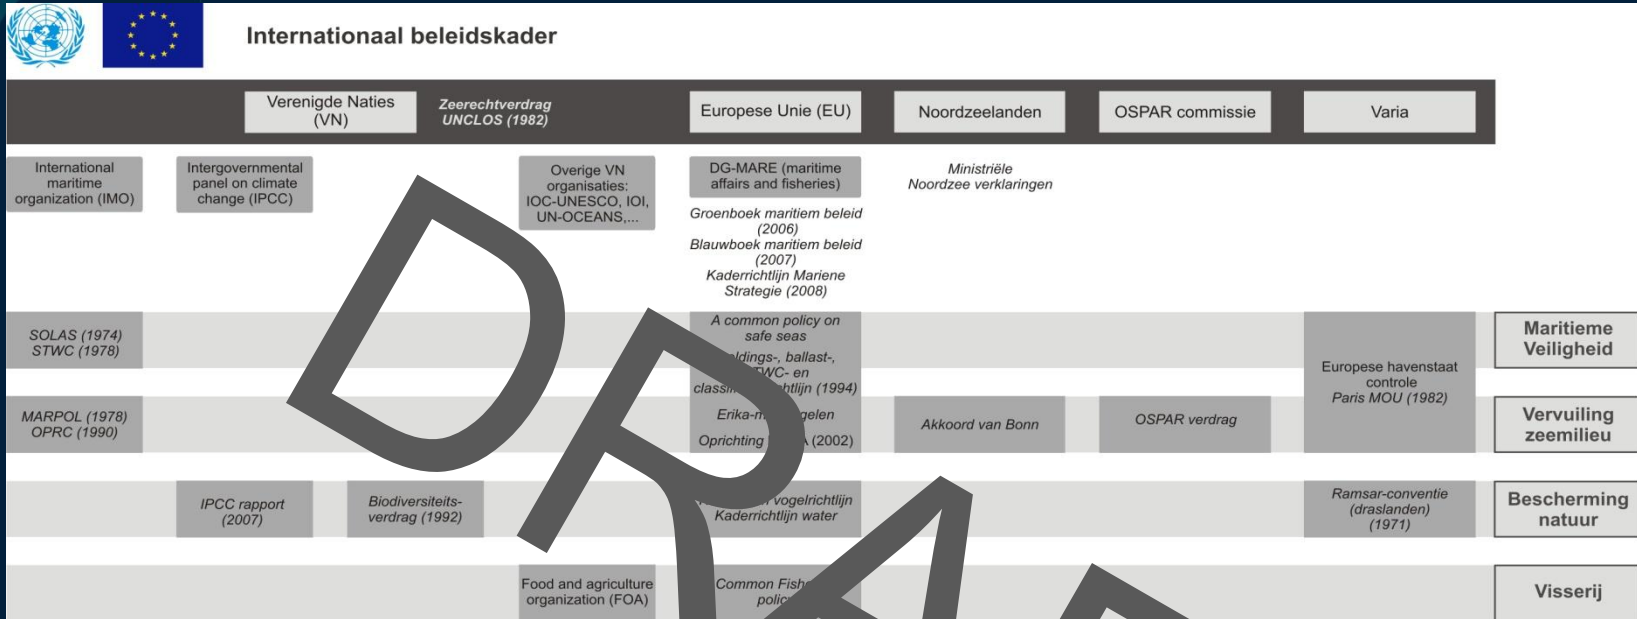 Internationaal beleidskader
Verenigde Naties
(VN)
Zeerechtverdrag
UNCLOS (1982)
Europese Unie (EU)
Noordzeelanden
OSPAR commissie
Varia
International
maritime
organization (IMO)
Intergovernmental
panel on climate
change (IPCC)
Overige VN
organisaties:
IOC-UNESCO, IOI,
UN-OCEANS,...
DG-MARE (maritime
affairs and fisheries)
Groenboek maritiem beleid
(2006)
Blauwboek maritiem beleid
(2007)
Kaderrichtlijn Mariene
Strategie (2008)
Ministriële
Noordzee verklaringen
SOLAS (1974)
STWC (1978)
A common policy on
safe seas
ballast-,
en
(1994)
Europese havenstaat
controle
Paris MOU (1982)
Maritieme
Veiligheid
MARPOL (1978)
OPRC (1990)
Oprichting (2002)
Akkoord van Bonn
OSPAR verdrag
Vervuiling
zeemilieu
IPCC rapport
(2007)
Biodiversiteits-
verdrag (1992)
vogelrichtlijn
Kaderrichtlijn water
Ramsar-conventie
(draslanden)
(1971)
Bescherming
natuur
Food and agriculture
organization (FOA)
Common
Visserij